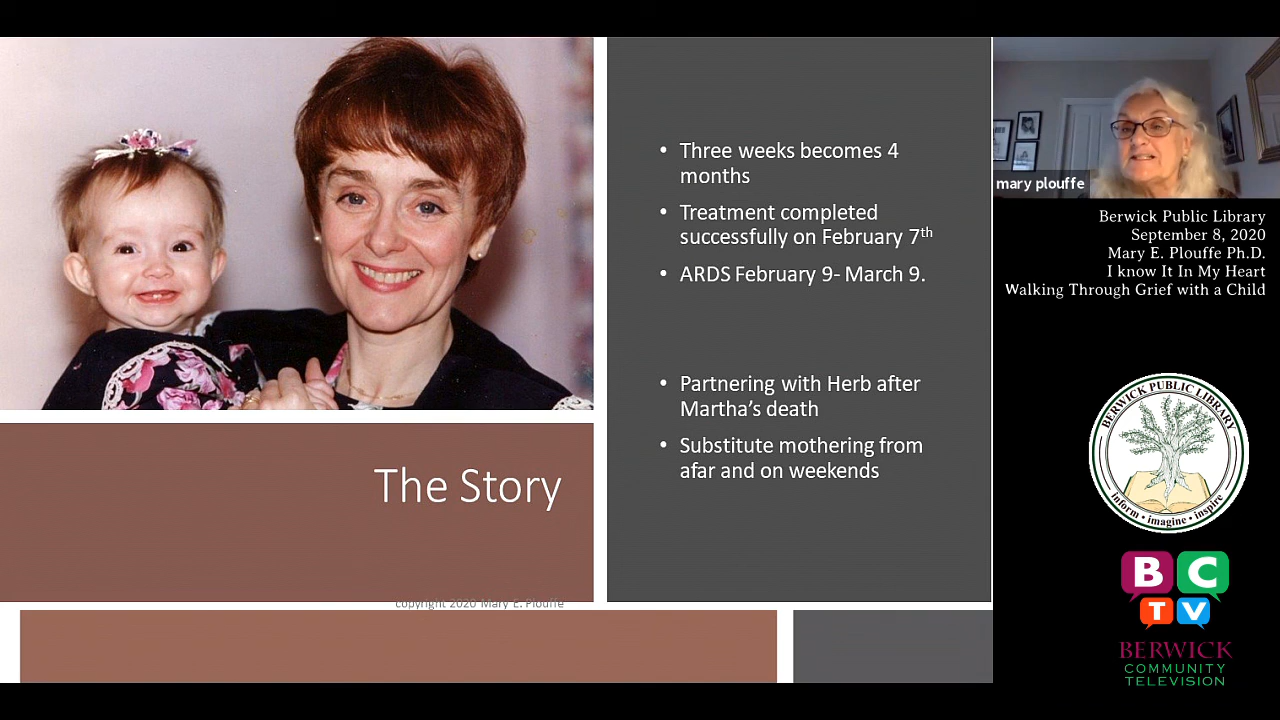 • Three weeks becomes 4
months
• Treatment completed
successfully on February 7th
• ARDS February 9- March 9.
• Partnering with Herb after
Martha’s death
• Substitute mothering from
afar and on weekends
The Story
copyright 2020 Mary E. Plouffe
mary plouffe
Berwick Public Library
September 8, 2020
Mary E. Plouffe Ph.D.
I know It In My Heart
Walking Through Grief with a Child
BERWICK PUBLIC LIBRARY
inform • imagine • inspire
BC
TV
BERWICK
COMMUNITY
TELEVISION